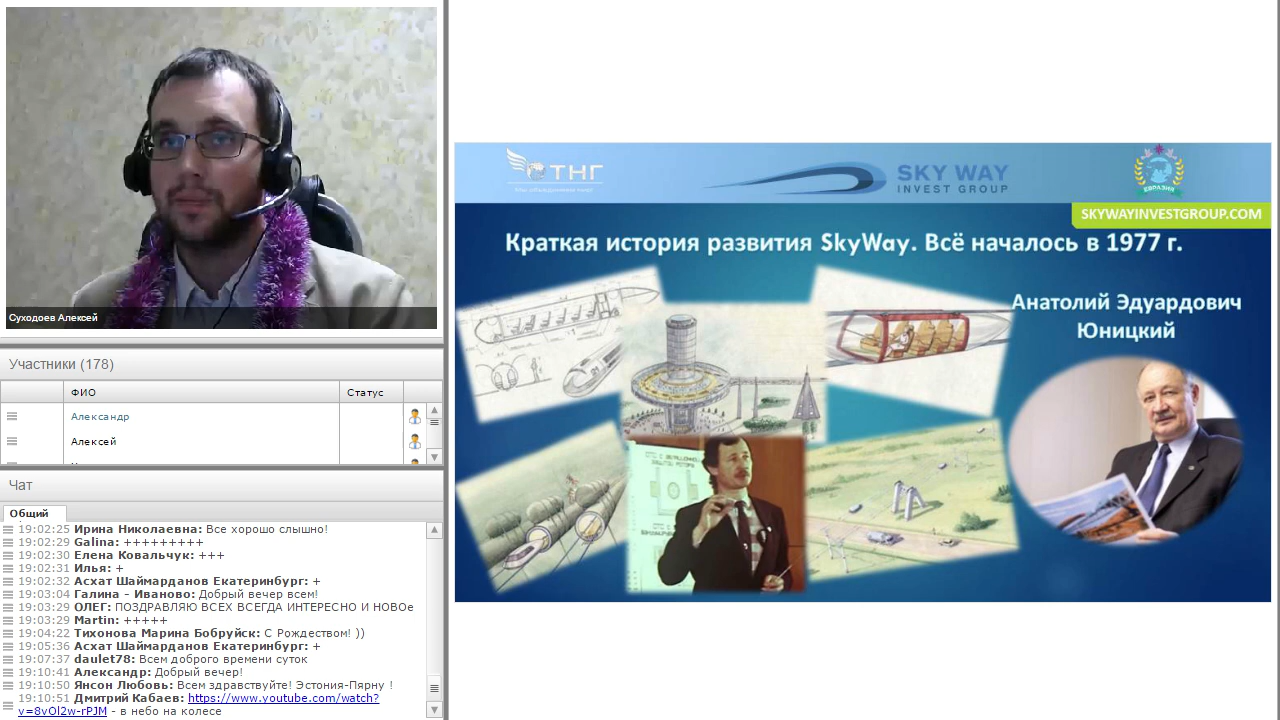 Суходоев Алексей
Участники (178)
ФИО
Статус
Александр
Алексей
Чат
Общий
19:02:25 Ирина Николаевна: Все хорошо слышно!
19:02:29 Galina: ++++++++++
19:02:30 Елена Ковальчук: +++
19:02:31 Илья: +
19:02:32 Асхат Шаймарданов Екатеринбург: +
19:03:04 Галина - Иваново: Добрый вечер всем!
19:03:29 ОЛЕГ: ПОЗДРАВЛЯЮ ВСЕХ ВСЕГДА ИНТЕРЕСНО И НОВОе
19:03:29 Martin: +++++
19:04:22 Тихонова Марина Бобруйск: С Рождеством! ))
19:05:36 Асхат Шаймарданов Екатеринбург: +
19:07:37 daulet78: Всем доброго времени суток
19:10:41 Александр: Добрый вечер!
19:10:50 Янсон Любовь: Всем здравствуйте! Эстония-Пярну !
19:10:51 Дмитрий Кабаев: https://www.youtube.com/watch?
v=8vOl2w-rPJM - в небо на колесе
ТНГ
SKY WAY
INVEST GROUP
ЕВРАЗИЯ
SKYWAYINVESTGROUP.COM
Краткая история развития SkyWay. Всё началось в 1977 г.
Анатолий Эдуардович
Юницкий